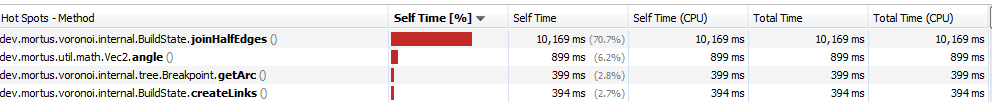 Hot Spots - Method Self Time [%] Self Time Self Time (CPU) Total Time Total Time (CPU)
dev.mortus.voronoi.internal.BuildState.joinHalfEdges () 10,169 ms (70.7%) 10,169 ms 10,169 ms 10,169 ms
dev.mortus.util.math.Vec2.angle () 899 ms (6.2%) 899 ms 899 ms 899 ms
dev.mortus.voronoi.internal.tree.Breakpoint.getArc () 399 ms (2.8%) 399 ms 399 ms 399 ms
dev.mortus.voronoi.internal.BuildState.createLinks () 394 ms (2.7%) 394 ms 394 ms 394 ms